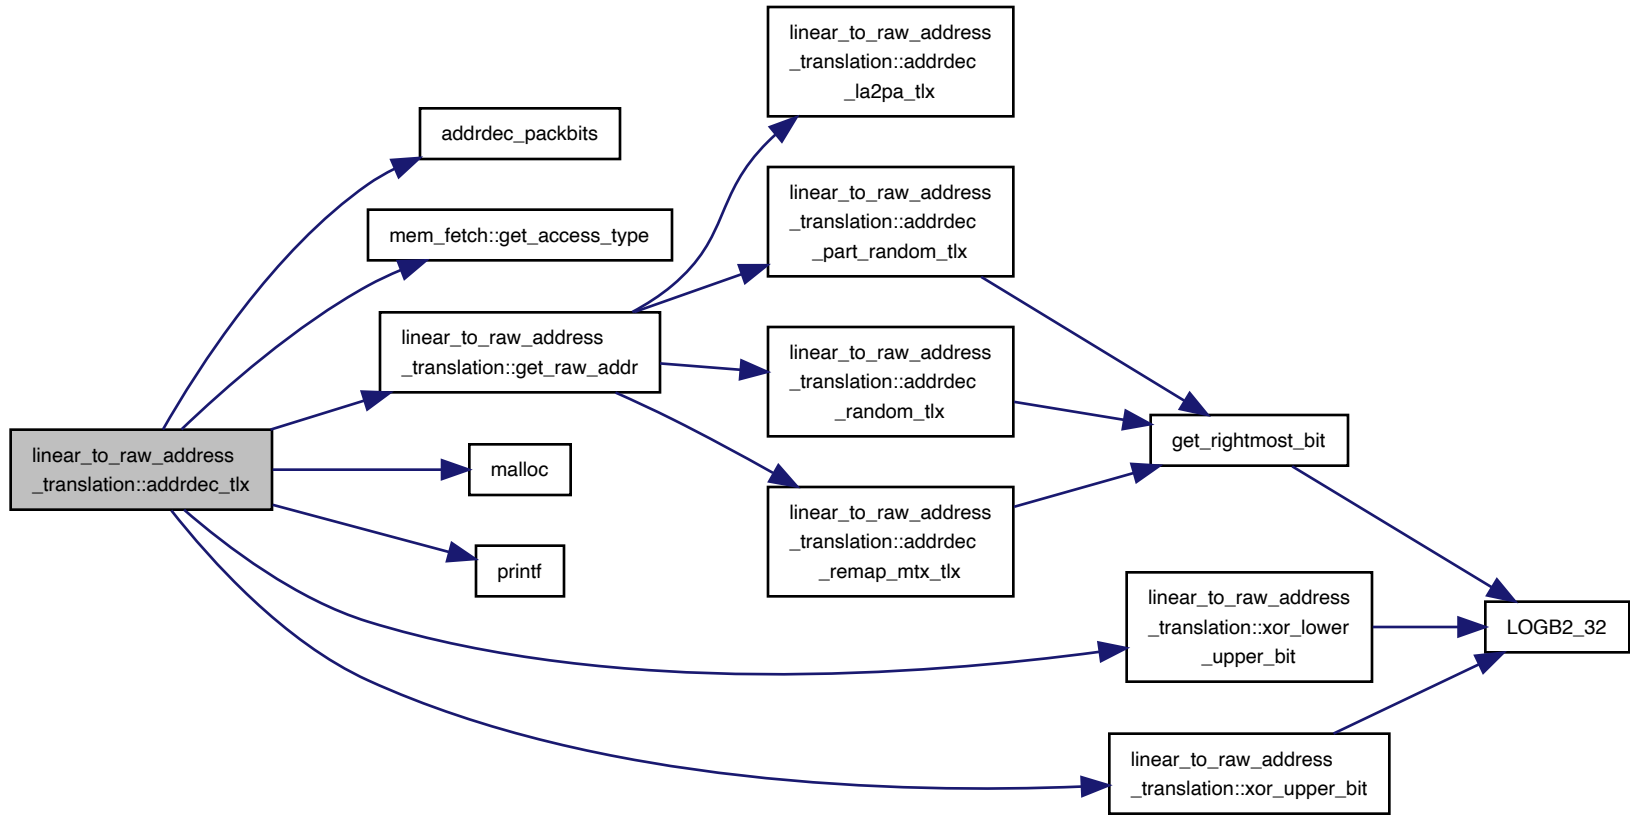 linear_to_raw_address
_translation::addrdec_tlx
addrdec_packbits
mem_fetch::get_access_type
linear_to_raw_address
_translation::get_raw_addr
malloc
printf
linear_to_raw_address
_translation::addrdec
_la2pa_tlx
linear_to_raw_address
_translation::addrdec
_part_random_tlx
linear_to_raw_address
_translation::addrdec
_random_tlx
linear_to_raw_address
_translation::addrdec
_remap_mtx_tlx
get_rightmost_bit
linear_to_raw_address
_translation::xor_lower
_upper_bit
linear_to_raw_address
_translation::xor_upper_bit
LOGB2_32